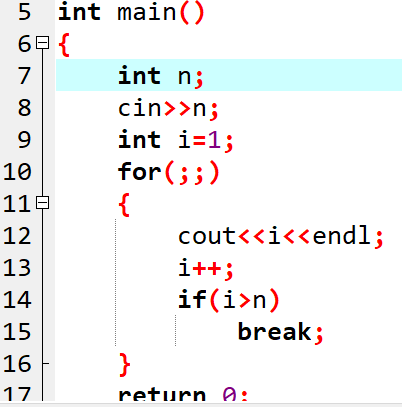 5 int main()
6 {
7 int n;
8 cin>>n;
9 int i=1;
10 for(;;)
11 {
12 cout<<i<<endl;
13 i++;
14 if(i>n)
15 break;
16 }
17 return 0;